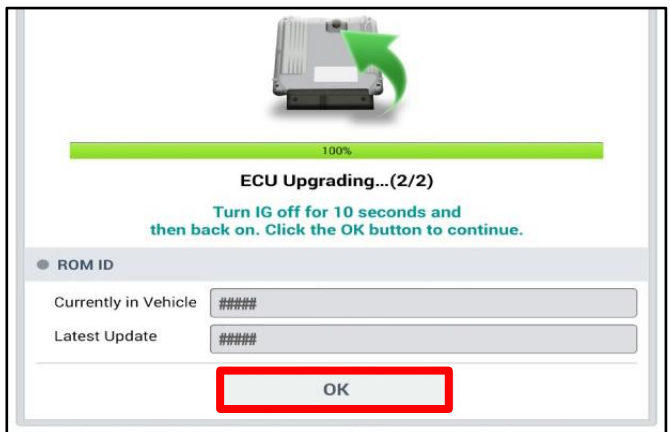 100%
ECU Upgrading...(2/2)
Turn IG off for 10 seconds and
then back on. Click the OK button to continue.
ROM ID
Currently in Vehicle #####
Latest Update #####
OK